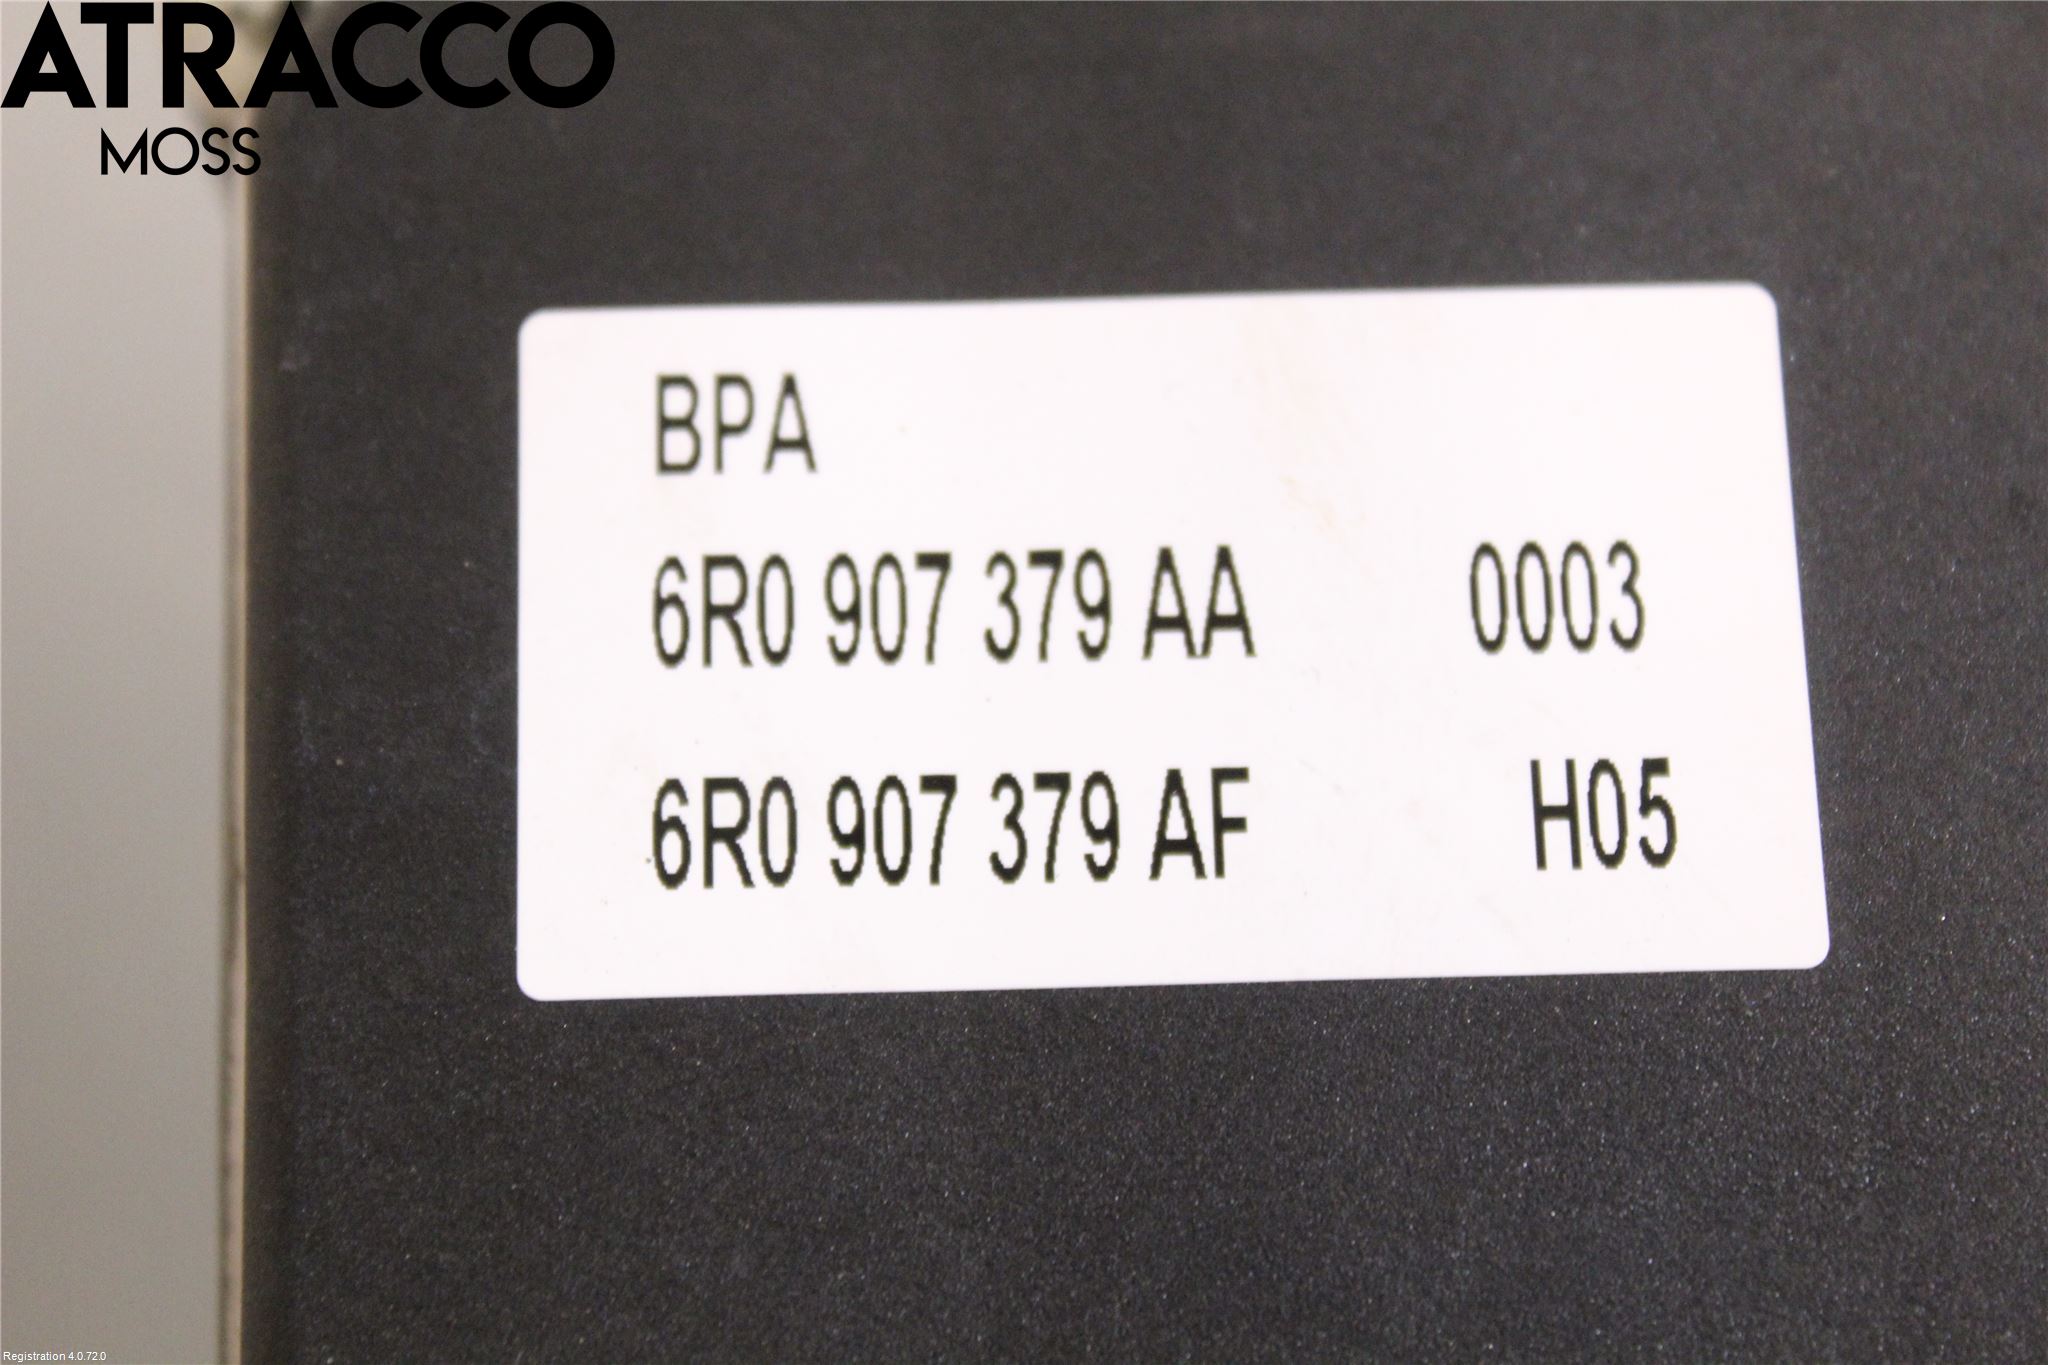 ATRACCO
MOSS
BPA
6R0 907 379 AA 0003
6R0 907 379 AF H05
Registration 4.0.72.0